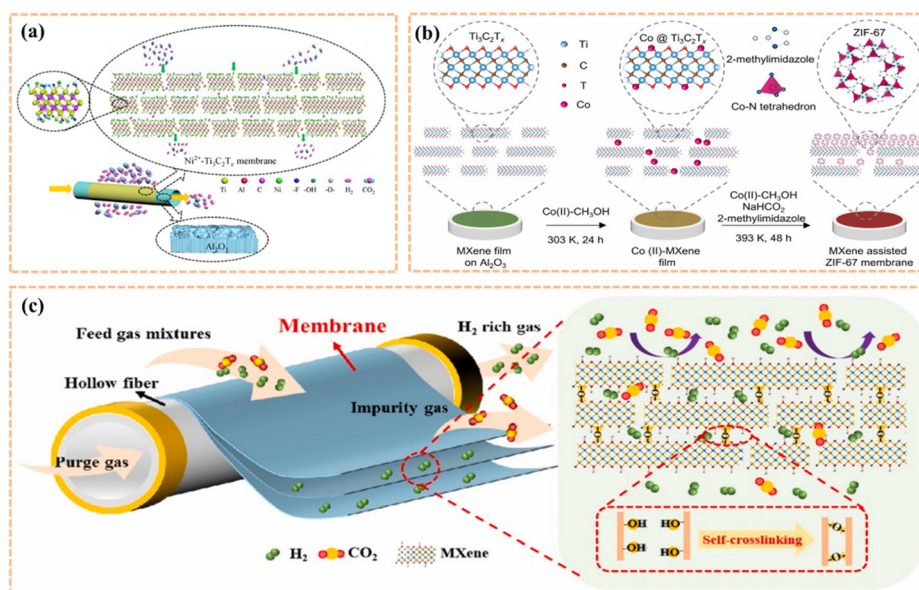 (a)
Ni²⁺-Ti₃C₂Tₓ membrane
Ti Al C Ni -F -OH -O- H₂ CO₂
Al₂O₃
(b)
Ti₃C₂Tₓ
Co @ Ti₃C₂Tₓ
ZIF-67
Ti
C
T
Co
2-methylimidazole
Co-N tetrahedron
Co(II)-CH₃OH
303 K, 24 h
Co(II)-CH₃OH
NaHCO₂
2-methylimidazole
393 K, 48 h
MXene film
on Al₂O₃
Co (II)-MXene
film
MXene assisted
ZIF-67 membrane
(c)
Feed gas mixtures
Membrane
H₂ rich gas
Hollow fiber
Impurity gas
Purge gas
H₂ CO₂ MXene
-OH HO-
-OH HO-
Self-crosslinking